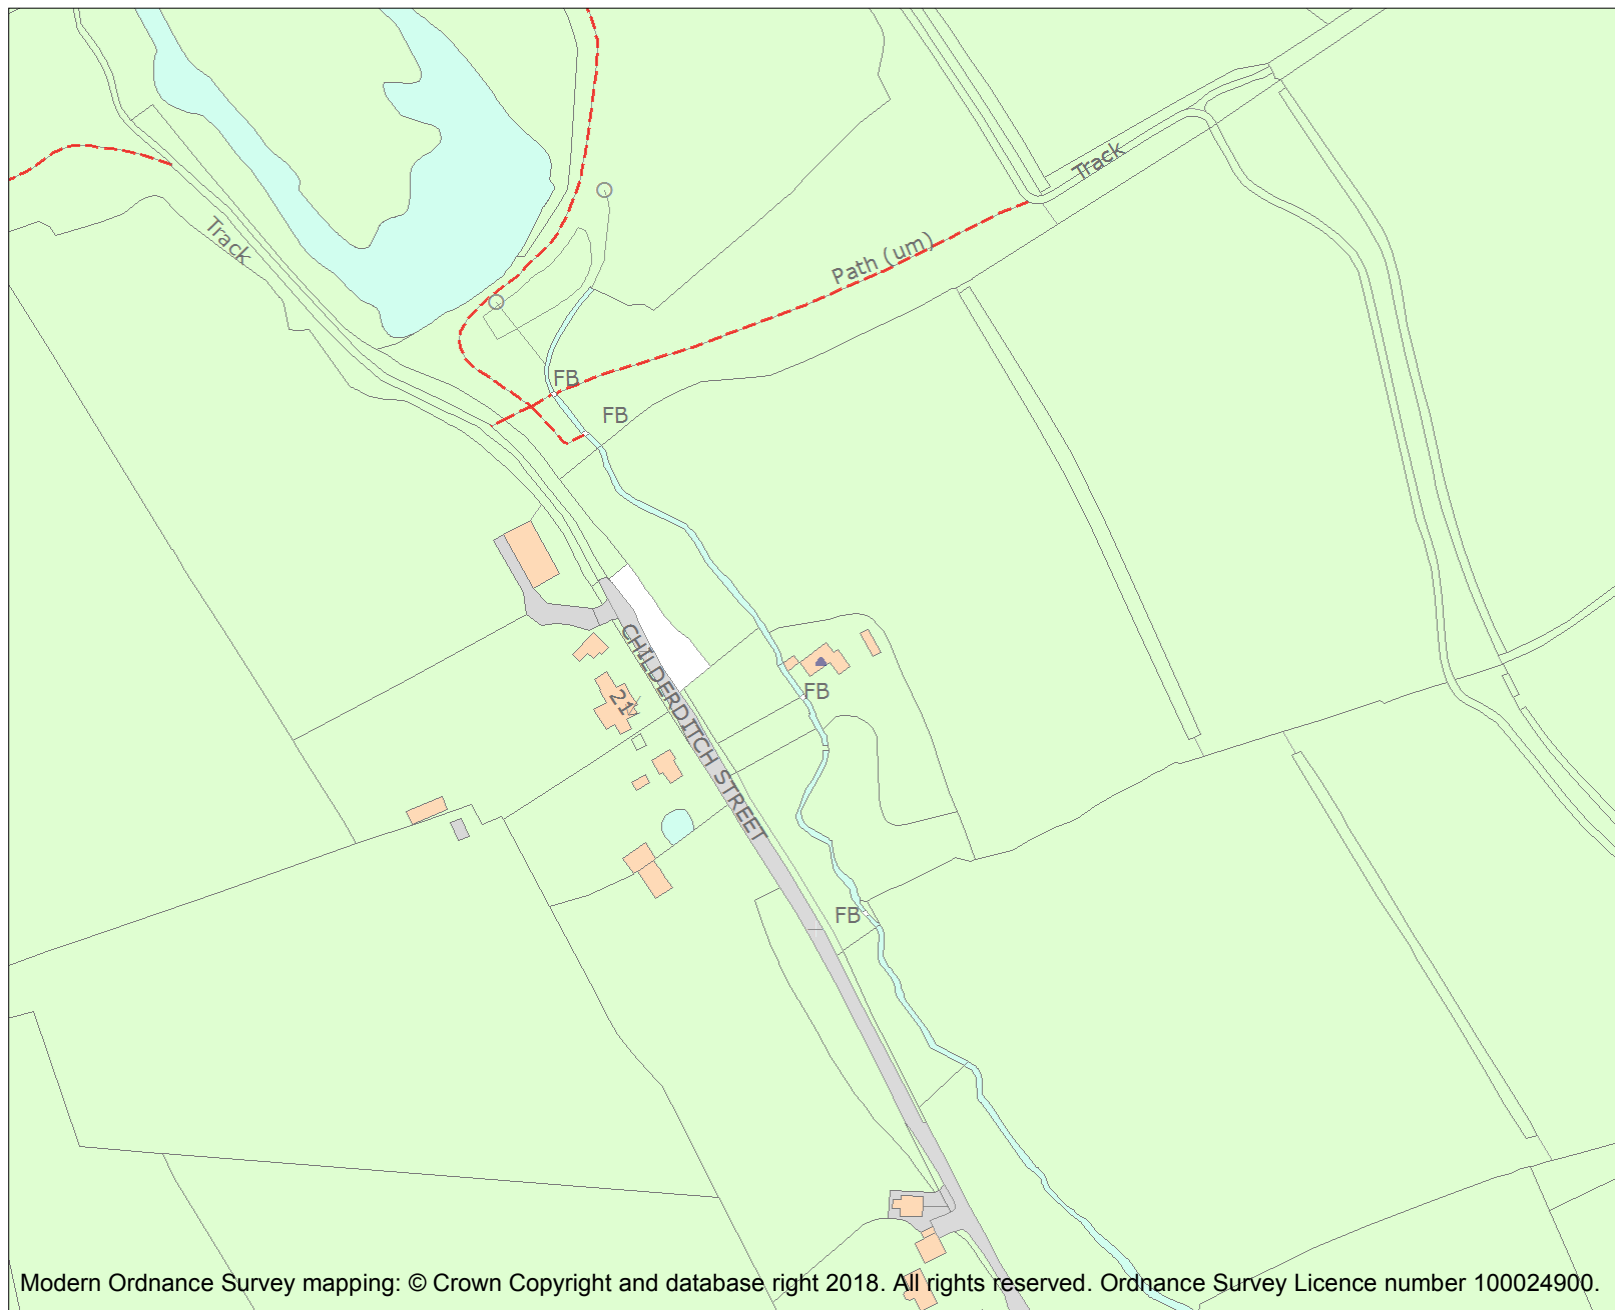 Track
Track
Path (um)
FB
FB
CHILDERDITCH STREET
FB
21
FB
Modern Ordnance Survey mapping: © Crown Copyright and database right 2018. All rights reserved. Ordnance Survey Licence number 100024900.